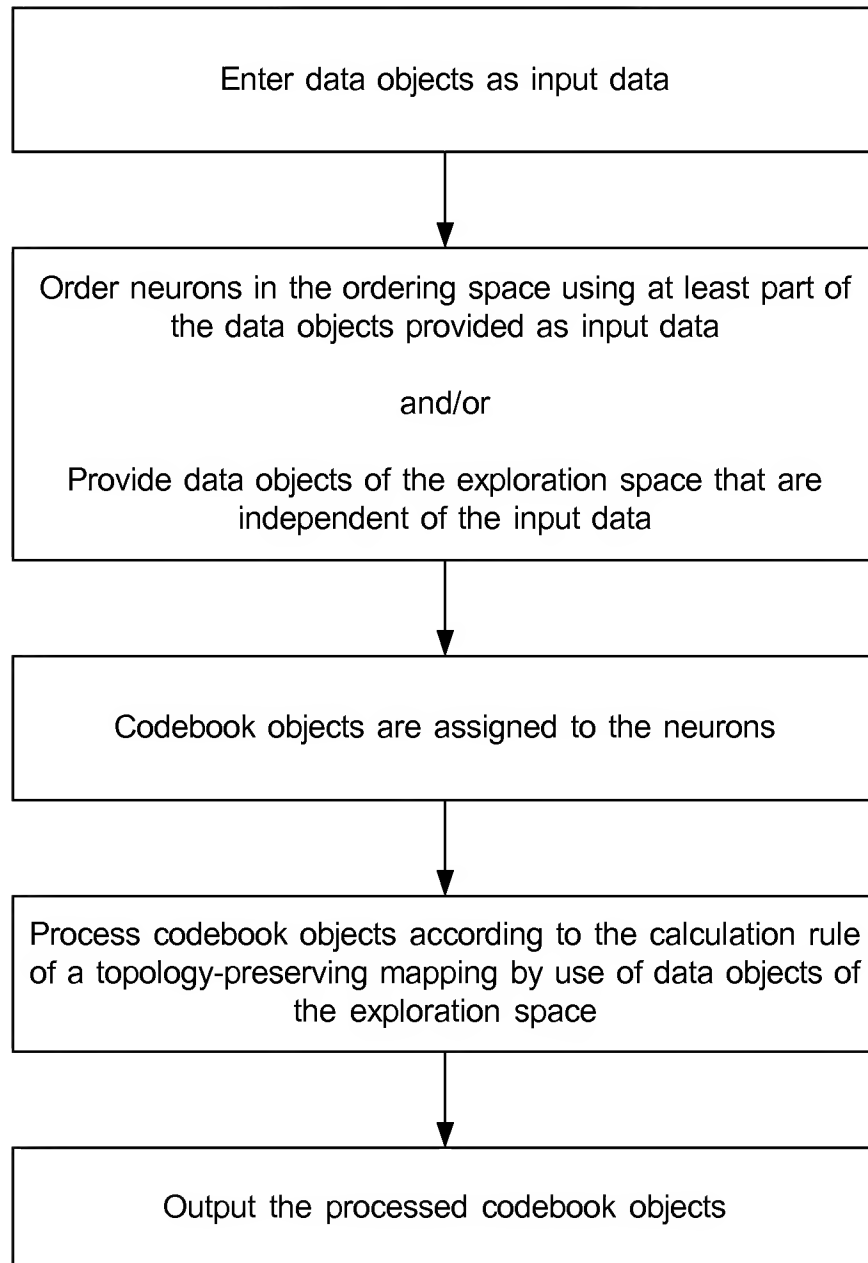 Enter data objects as input data
Order neurons in the ordering space using at least part of
the data objects provided as input data
and/or
Provide data objects of the exploration space that are
independent of the input data
Codebook objects are assigned to the neurons
Process codebook objects according to the calculation rule
of a topology-preserving mapping by use of data objects of
the exploration space
Output the processed codebook objects